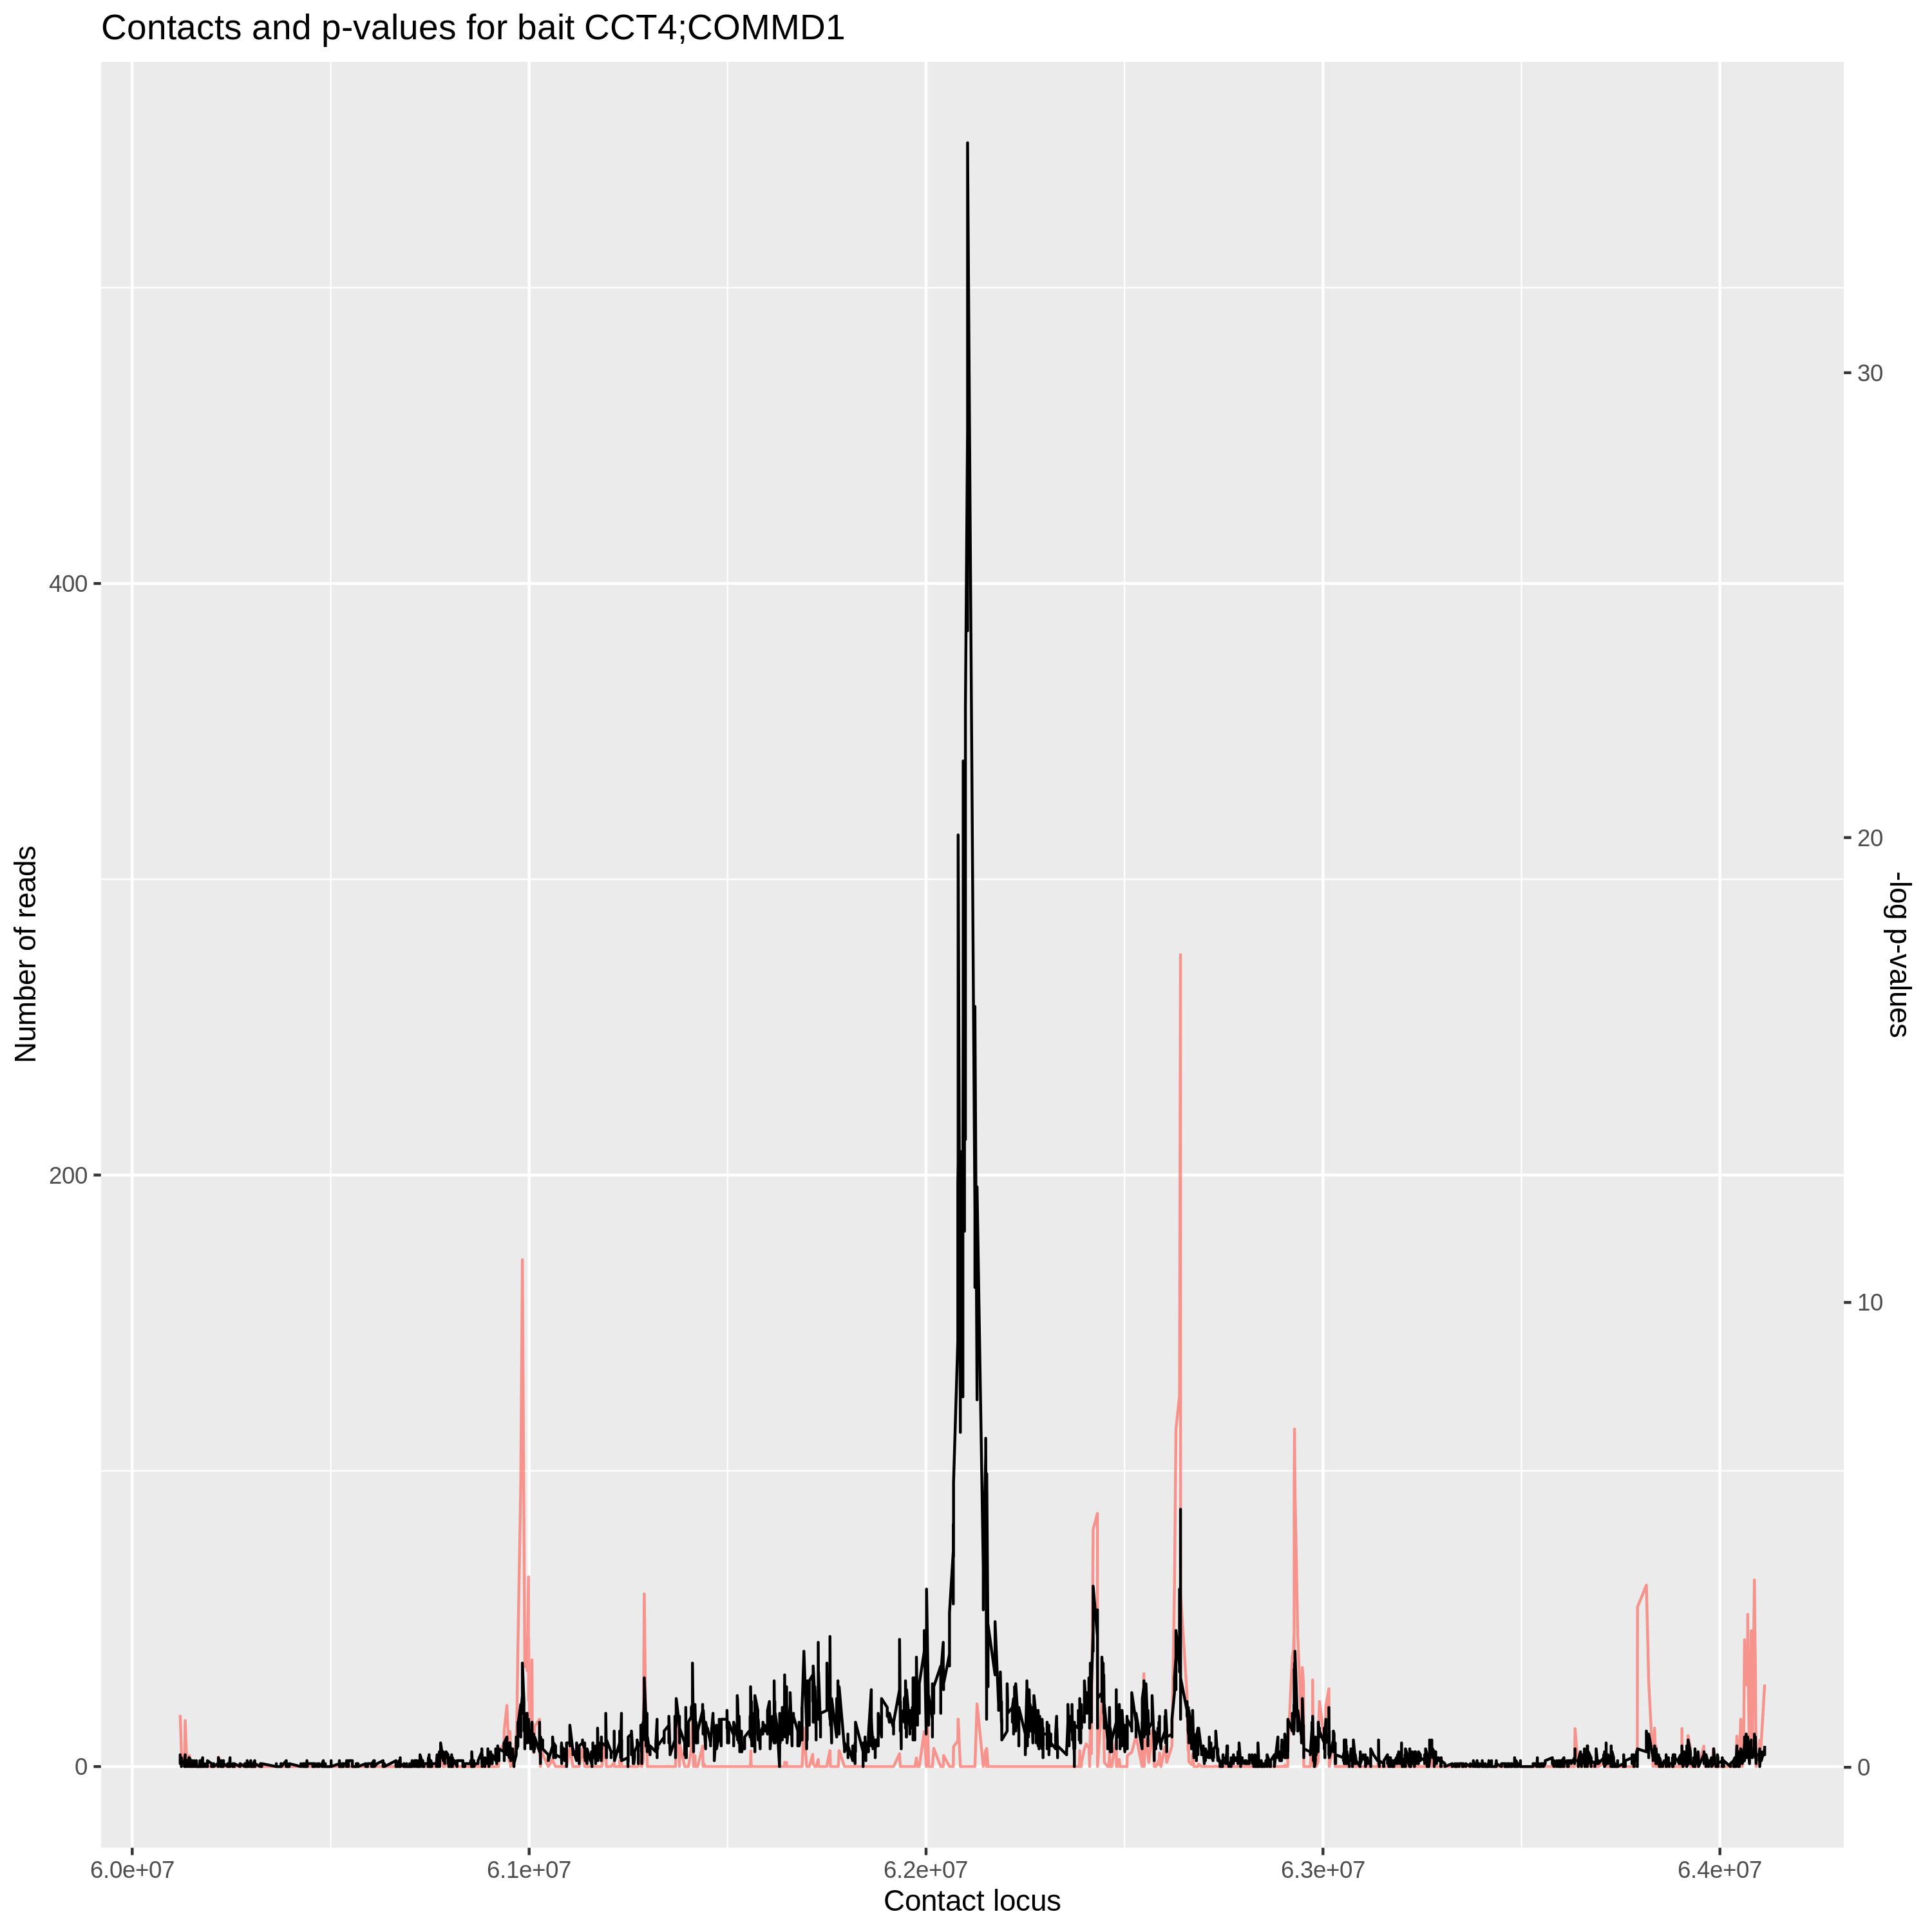 Contacts and p-values for bait CCT4;COMMD1
Number of reads
400
200
0
30
20
10
0
-log p-values
6.0e+07
6.1e+07
6.2e+07
6.3e+07
6.4e+07
Contact locus